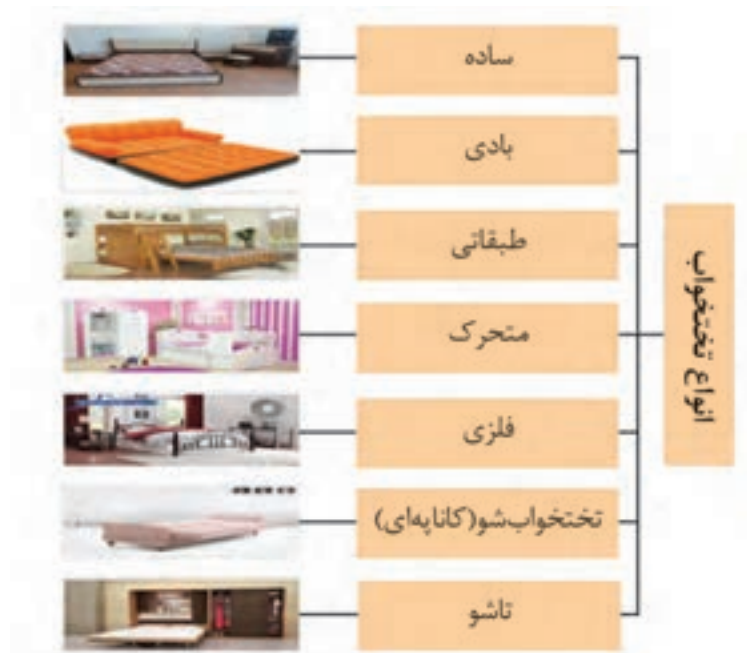 انواع تختخواب
ساده
بادی
طبقاتی
متحرک
فلزی
تختخواب‌شو(کاناپه‌ای)
تاشو